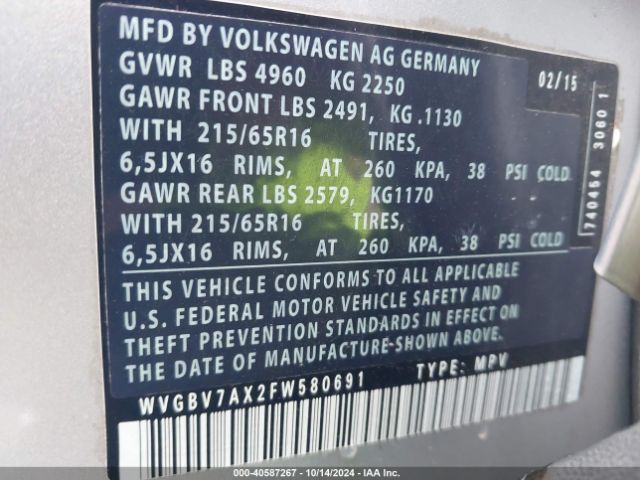 MFD BY VOLKSWAGEN AG GERMANY
GVWR LBS 4960 KG 2250 02/15
GAWR FRONT LBS 2491, KG .1130
WITH 215/65R16 TIRES,
6,5JX16 RIMS, AT 260 KPA, 38 PSI COLD
GAWR REAR LBS 2579, KG1170
WITH 215/65R16 TIRES,
6,5JX16 RIMS, AT 260 KPA, 38 PSI COLD
THIS VEHICLE CONFORMS TO ALL APPLICABLE
U.S. FEDERAL MOTOR VEHICLE SAFETY AND
THEFT PREVENTION STANDARDS IN EFFECT ON
THE DATE OF MANUFACTURE SHOWN ABOVE.
WVGBV7AX2FW580691 TYPE: MPV
740454 30601
000-40587267 - 10/14/2024 - IAA Inc.